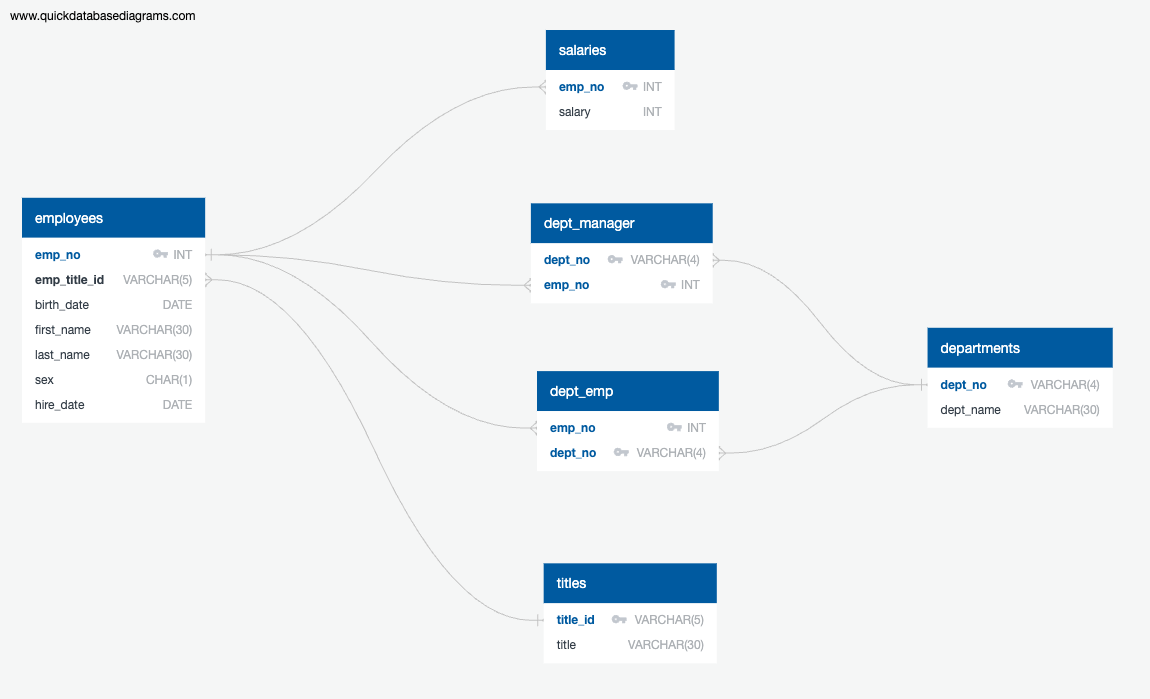 www.quickdatabasediagrams.com
salaries
emp_no INT
salary INT
employees
emp_no INT
emp_title_id VARCHAR(5)
birth_date DATE
first_name VARCHAR(30)
last_name VARCHAR(30)
sex CHAR(1)
hire_date DATE
dept_manager
dept_no VARCHAR(4)
emp_no INT
departments
dept_no VARCHAR(4)
dept_name VARCHAR(30)
dept_emp
emp_no INT
dept_no VARCHAR(4)
titles
title_id VARCHAR(5)
title VARCHAR(30)